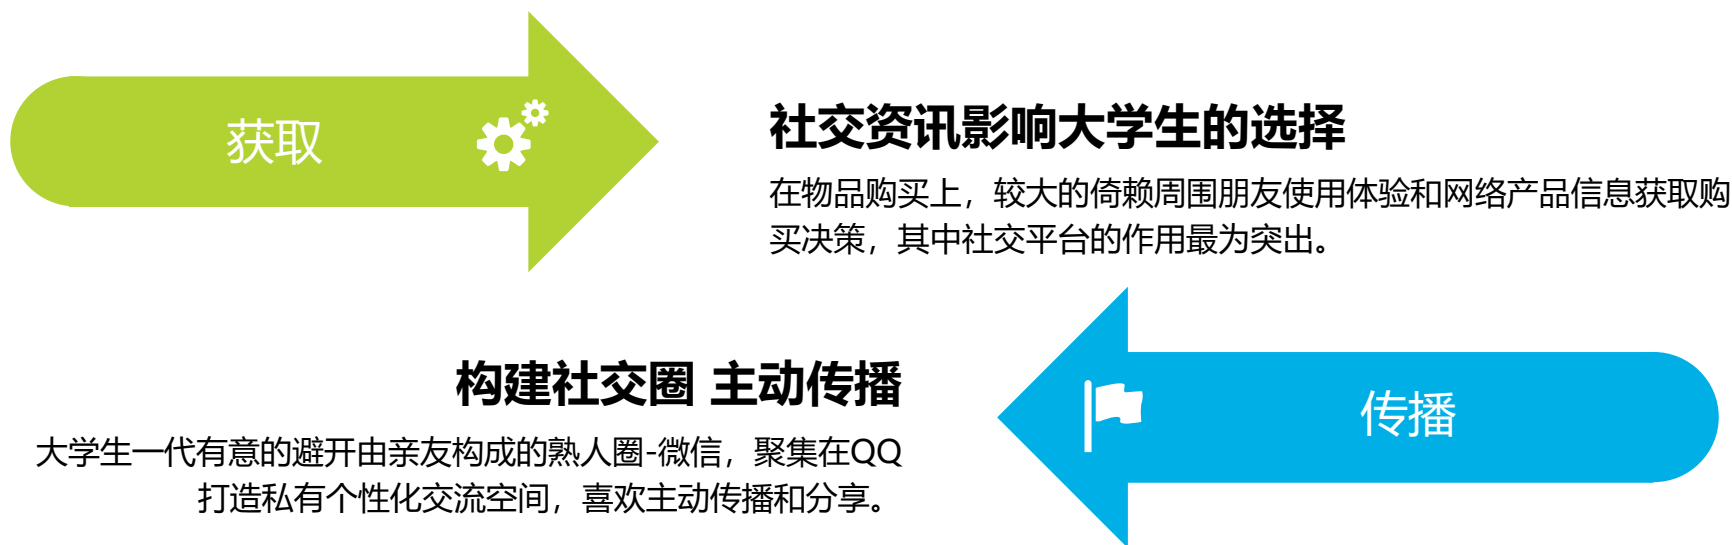 获取
社交资讯影响大学生的选择
在物品购买上，较大的倚赖周围朋友使用体验和网络产品信息获取购
买决策，其中社交平台的作用最为突出。
构建社交圈 主动传播
大学生一代有意的避开由亲友构成的熟人圈-微信，聚集在QQ
打造私有个性化交流空间，喜欢主动传播和分享。
传播